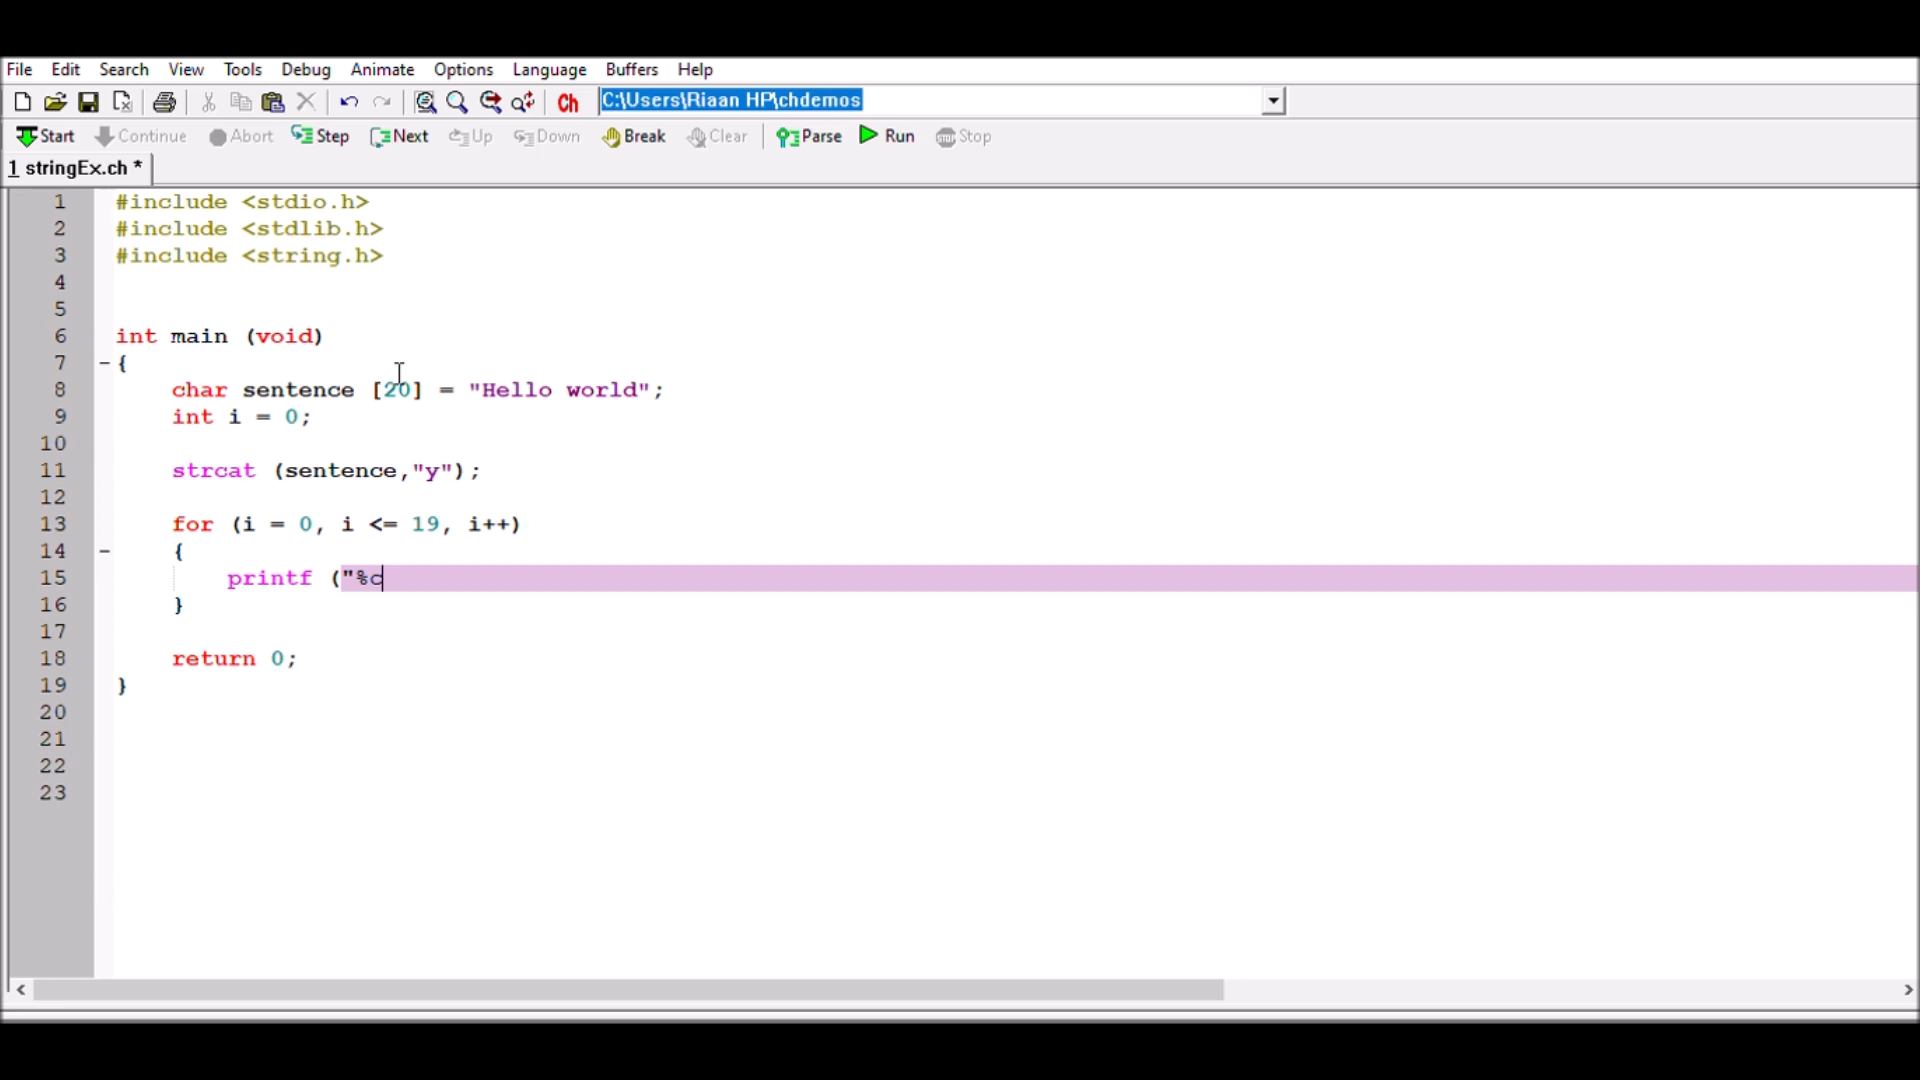 File Edit Search View Tools Debug Animate Options Language Buffers Help
Ch C:\Users\Riaan HP\chdemos
Start Continue Abort Step Next Up Down Break Clear Parse Run Stop
1 stringEx.ch *
1 #include <stdio.h>
2 #include <stdlib.h>
3 #include <string.h>
4
5
6 int main (void)
7 {
8 char sentence [20] = "Hello world";
9 int i = 0;
10
11 strcat (sentence,"y");
12
13 for (i = 0, i <= 19, i++)
14 {
15 printf ("%c
16 }
17
18 return 0;
19 }
20
21
22
23